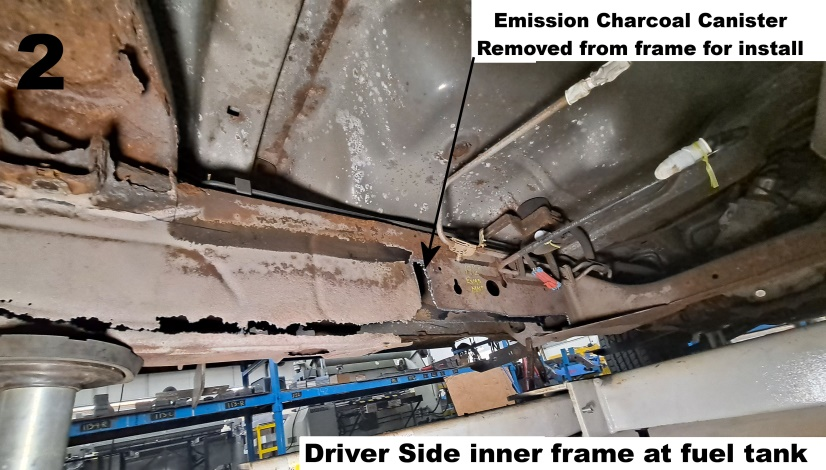 2
Emission Charcoal Canister
Removed from frame for install
Driver Side inner frame at fuel tank